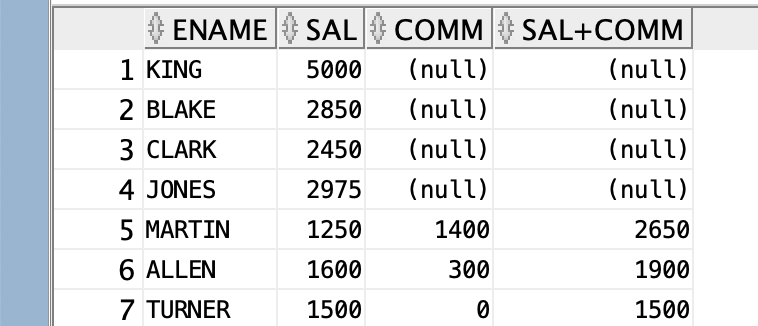 ENAME SAL COMM SAL+COMM
1 KING 5000 (null) (null)
2 BLAKE 2850 (null) (null)
3 CLARK 2450 (null) (null)
4 JONES 2975 (null) (null)
5 MARTIN 1250 1400 2650
6 ALLEN 1600 300 1900
7 TURNER 1500 0 1500